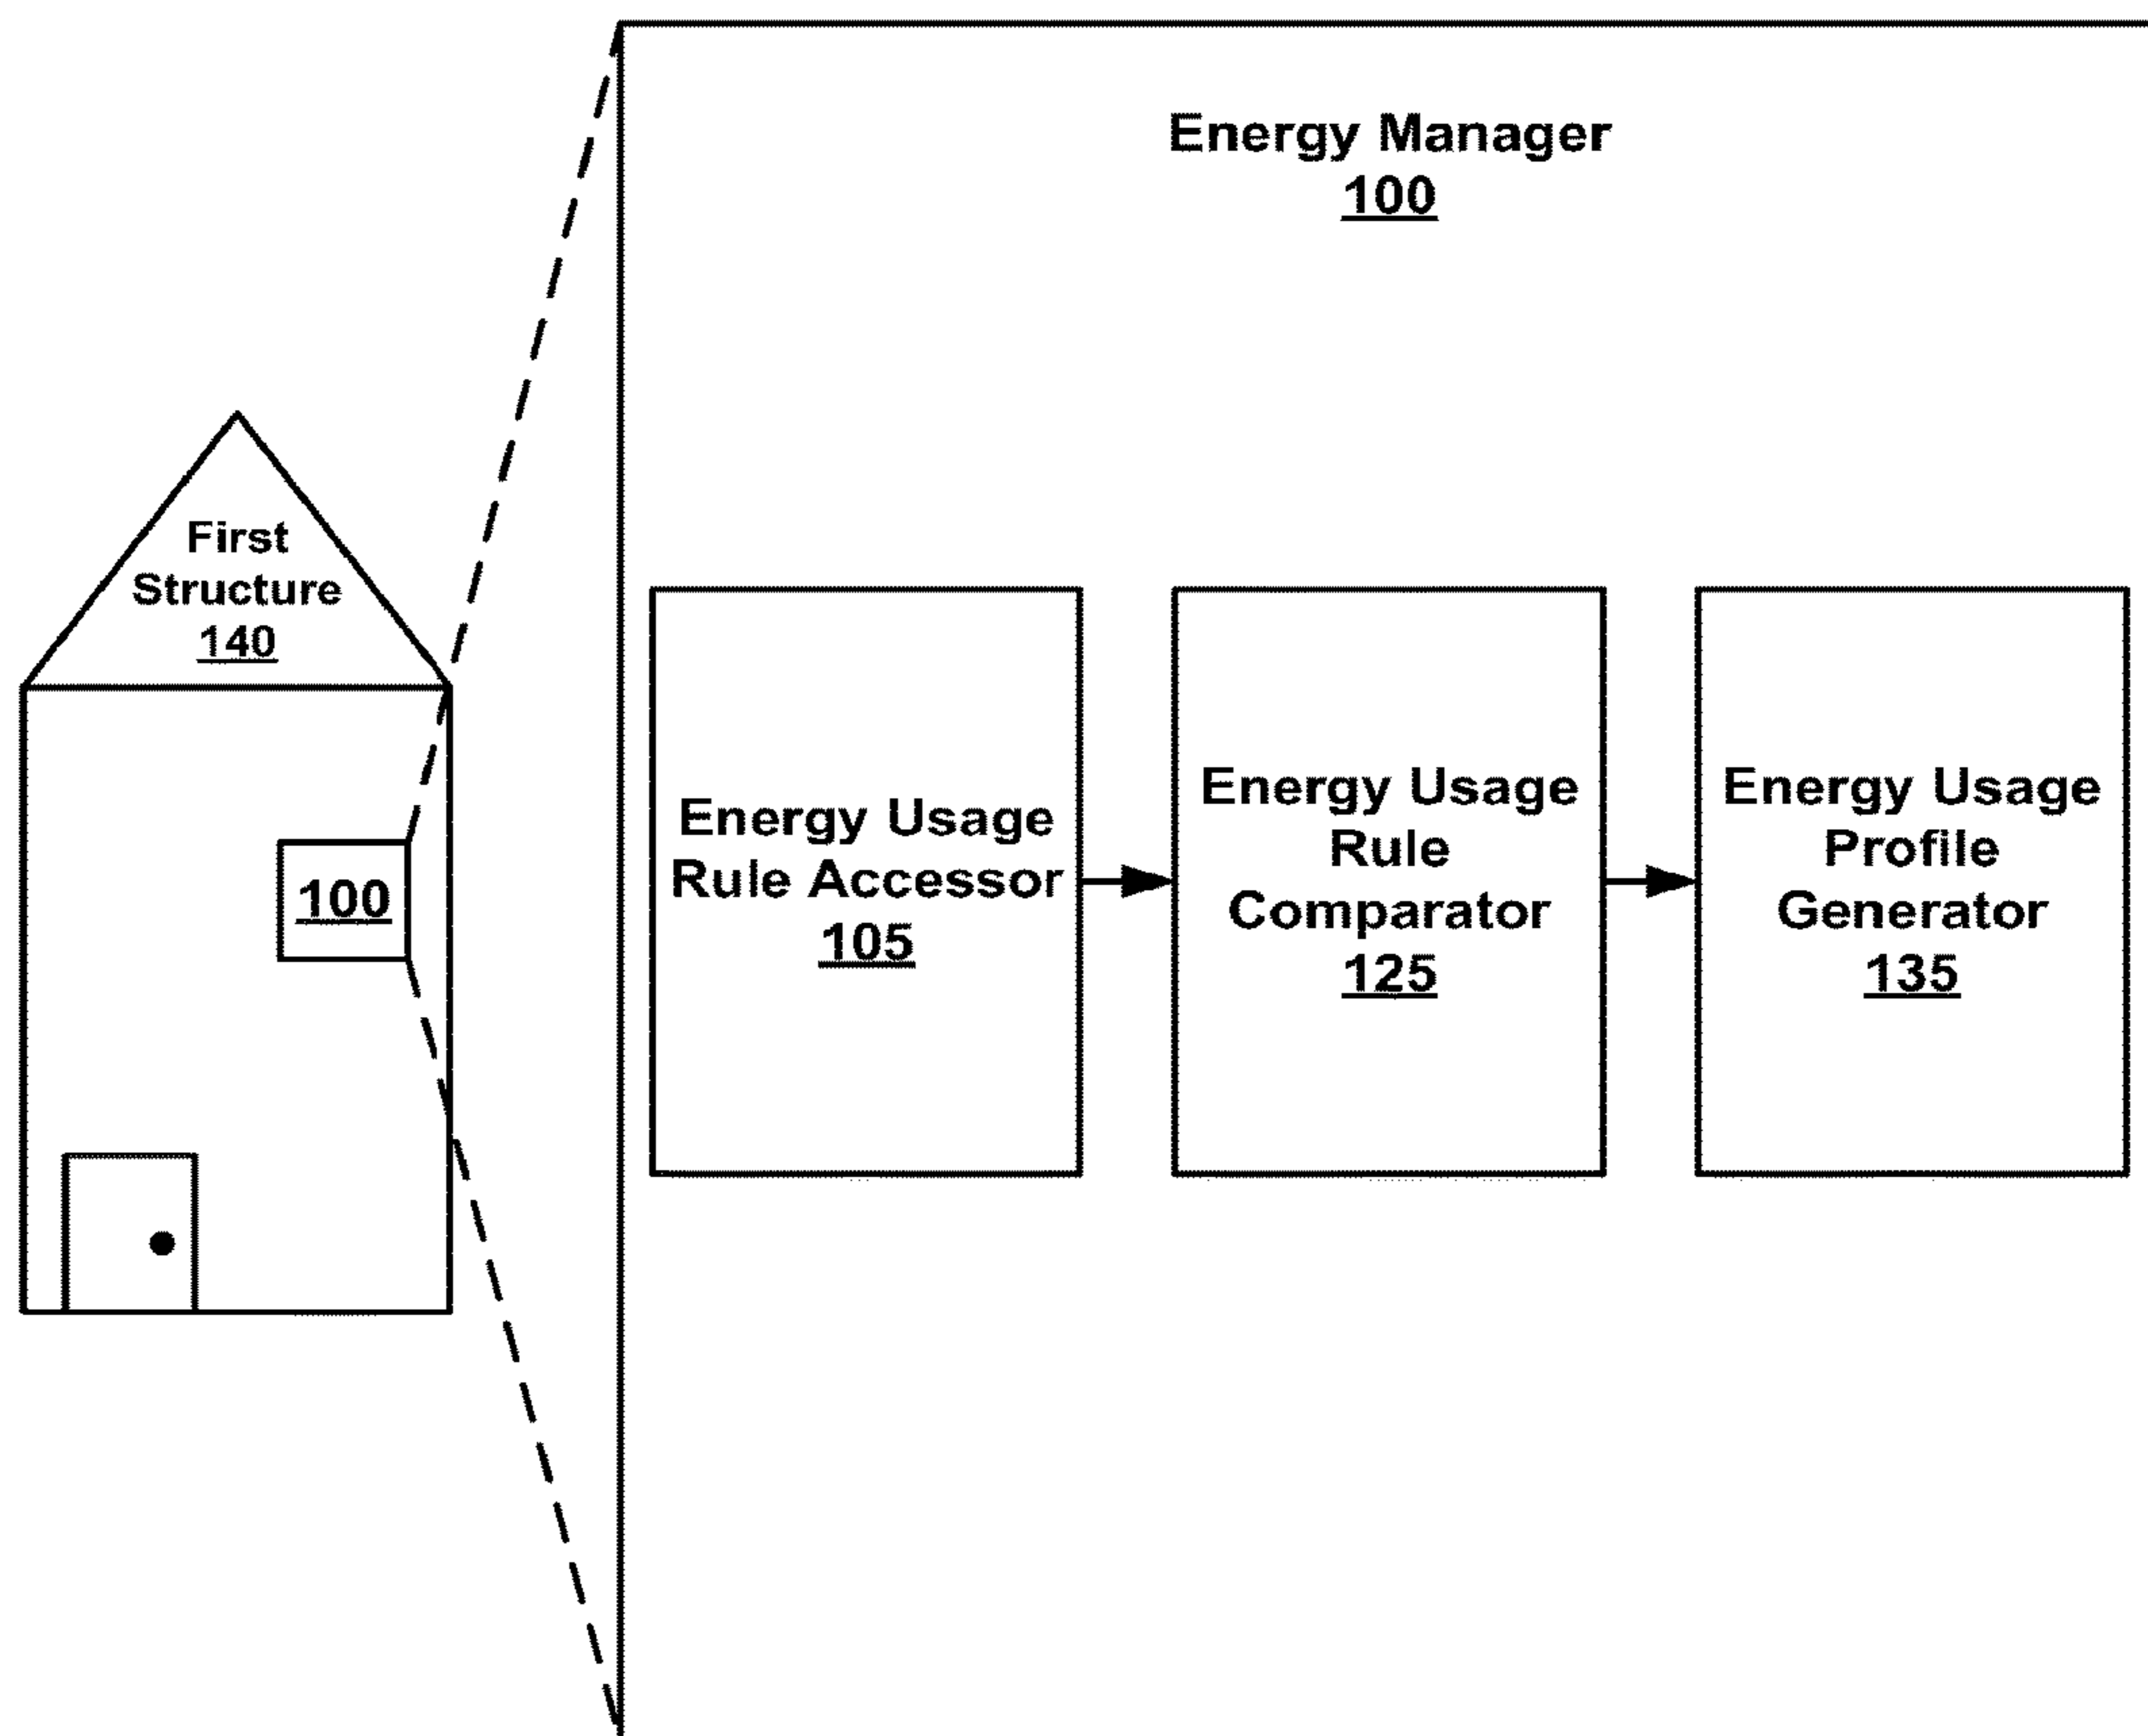 Energy Manager
100
First
Structure
140
100
Energy Usage
Rule Accessor
105
Energy Usage
Rule
Comparator
125
Energy Usage
Profile
Generator
135